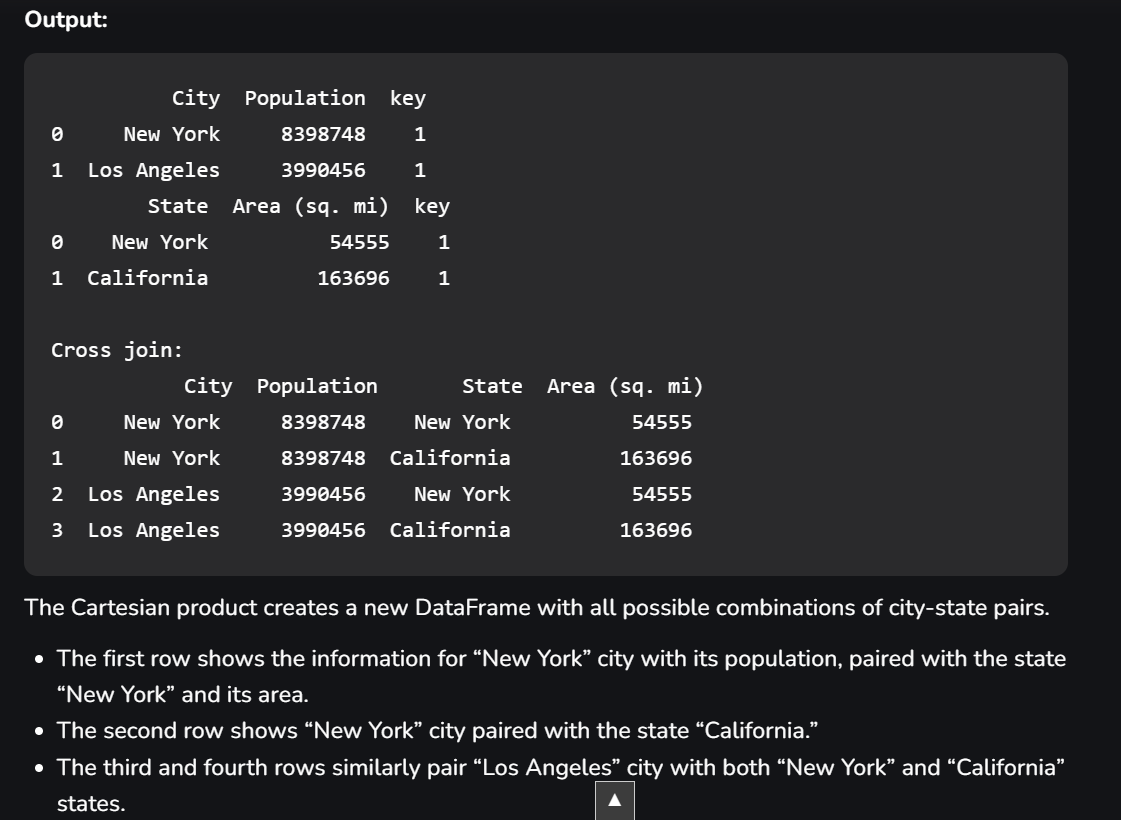 Output:
          City  Population  key
0     New York     8398748    1
1  Los Angeles     3990456    1
        State  Area (sq. mi)  key
0    New York          54555    1
1  California         163696    1
Cross join:
           City  Population       State  Area (sq. mi)
0     New York     8398748    New York          54555
1     New York     8398748  California         163696
2  Los Angeles     3990456    New York          54555
3  Los Angeles     3990456  California         163696
The Cartesian product creates a new DataFrame with all possible combinations of city-state pairs.
• The first row shows the information for “New York” city with its population, paired with the state
“New York” and its area.
• The second row shows “New York” city paired with the state “California.”
• The third and fourth rows similarly pair “Los Angeles” city with both “New York” and “California”
states.